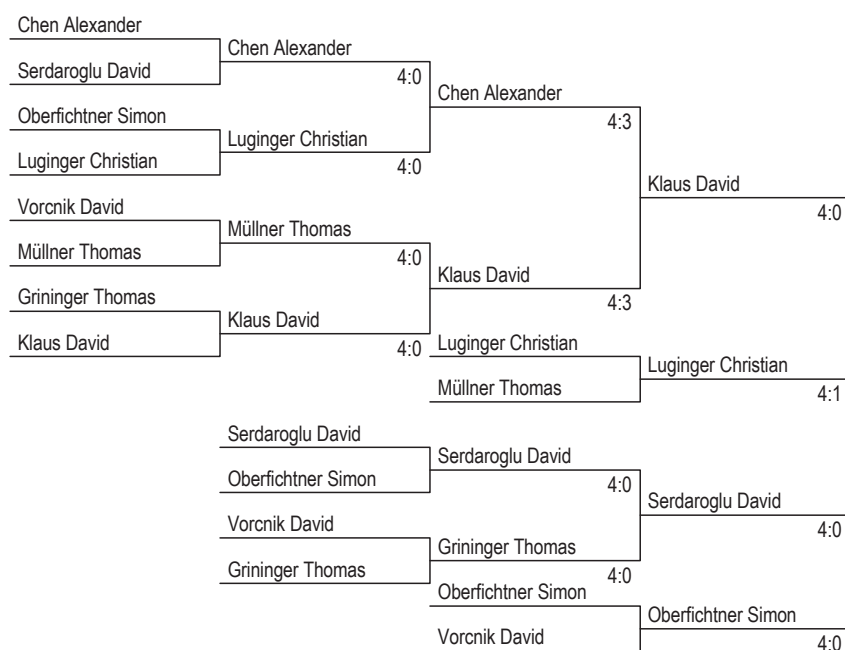 Chen Alexander
Chen Alexander
Serdaroglu David
4:0
Chen Alexander
Oberfichtner Simon
4:3
Luginger Christian
Luginger Christian
4:0
Klaus David
Vorcnik David
4:0
Müllner Thomas
Müllner Thomas
4:0
Klaus David
Grininger Thomas
4:3
Klaus David
Klaus David
4:0
Luginger Christian
Luginger Christian
Müllner Thomas
4:1
Serdaroglu David
Serdaroglu David
Oberfichtner Simon
4:0
Serdaroglu David
Vorcnik David
4:0
Grininger Thomas
Grininger Thomas
4:0
Oberfichtner Simon
Oberfichtner Simon
Vorcnik David
4:0